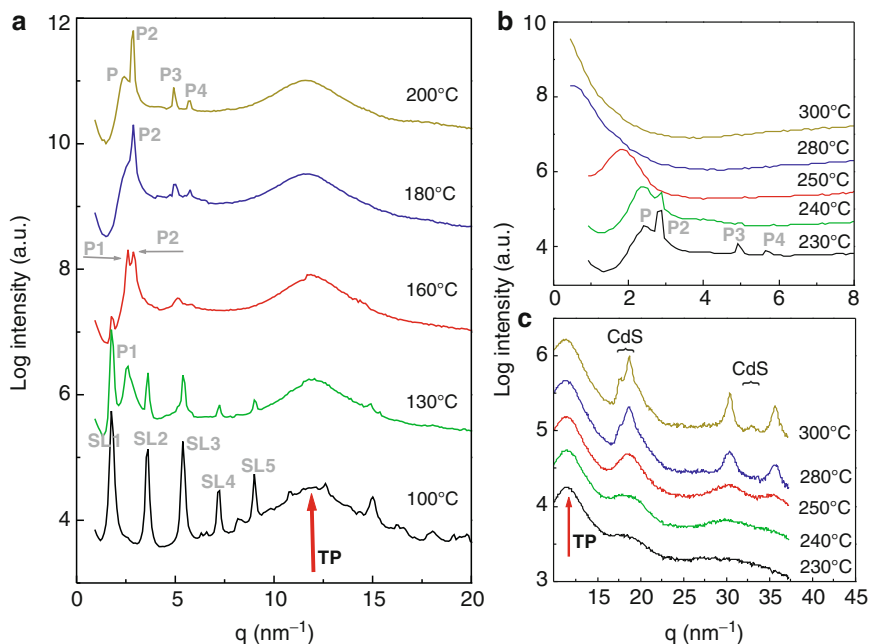 a
12
10
8
6
4
Log intensity (a.u.)
P
P2
P3
P4
200°C
P2
180°C
P1
P2
160°C
P1
130°C
SL1
SL2
SL3
SL4
SL5
100°C
TP
0
5
10
15
20
q (nm⁻¹)
b
10
8
6
4
Log intensity (a.u.)
300°C
280°C
250°C
240°C
230°C
P
P2
P3
P4
0
2
4
6
8
c
6
5
4
3
CdS
CdS
300°C
280°C
250°C
240°C
230°C
TP
15
20
25
30
35
40
45
q (nm⁻¹)